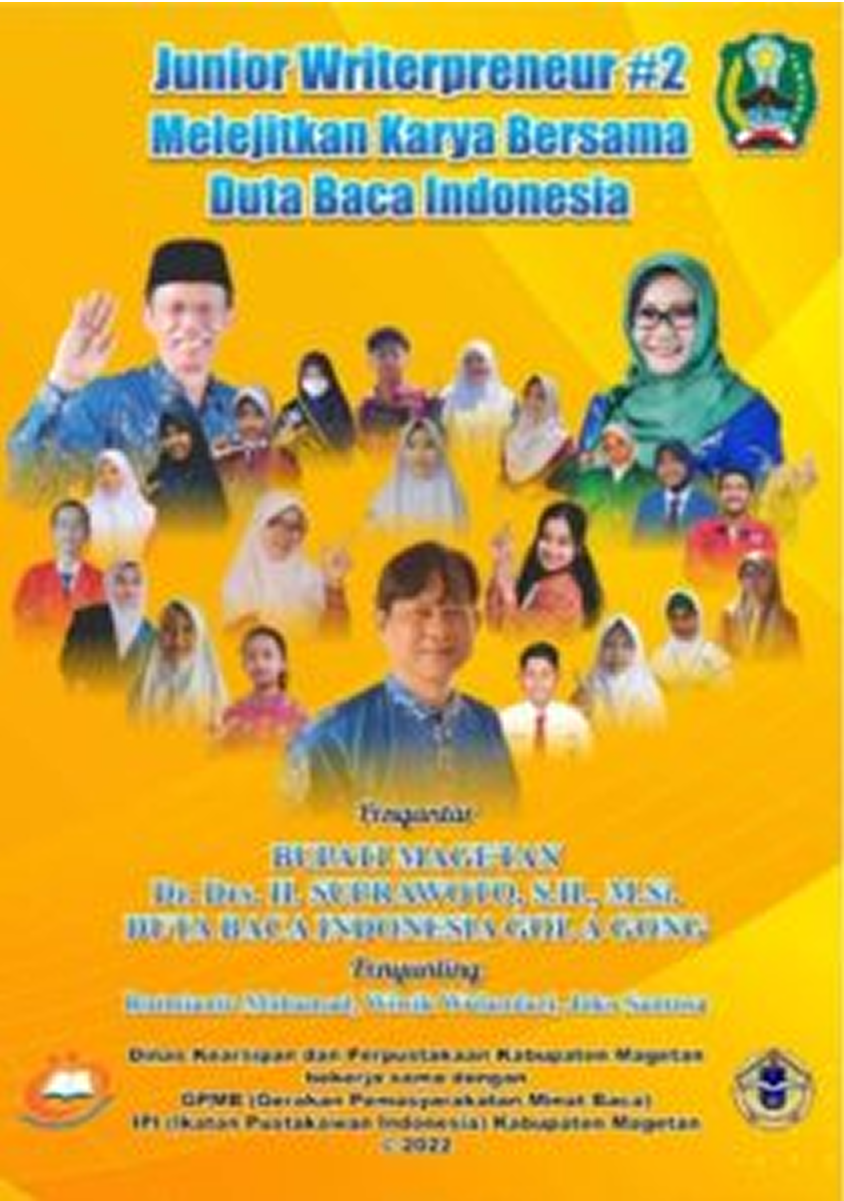 Junior Writerpreneur #2
Melejitkan Karya Bersama
Duta Baca Indonesia
Pengantar
BUPATI MAGETAN
Dr. Drs. H. SUPRAWOTO, S.H., M.Si.
DUTA BACA INDONESIA GOL A GONG
Penyunting
Dinas Kearsipan dan Perpustakaan Kabupaten Magetan
bekerja sama dengan
GPMB (Gerakan Pemasyarakatan Minat Baca)
IPI (Ikatan Pustakawan Indonesia) Kabupaten Magetan
© 2022